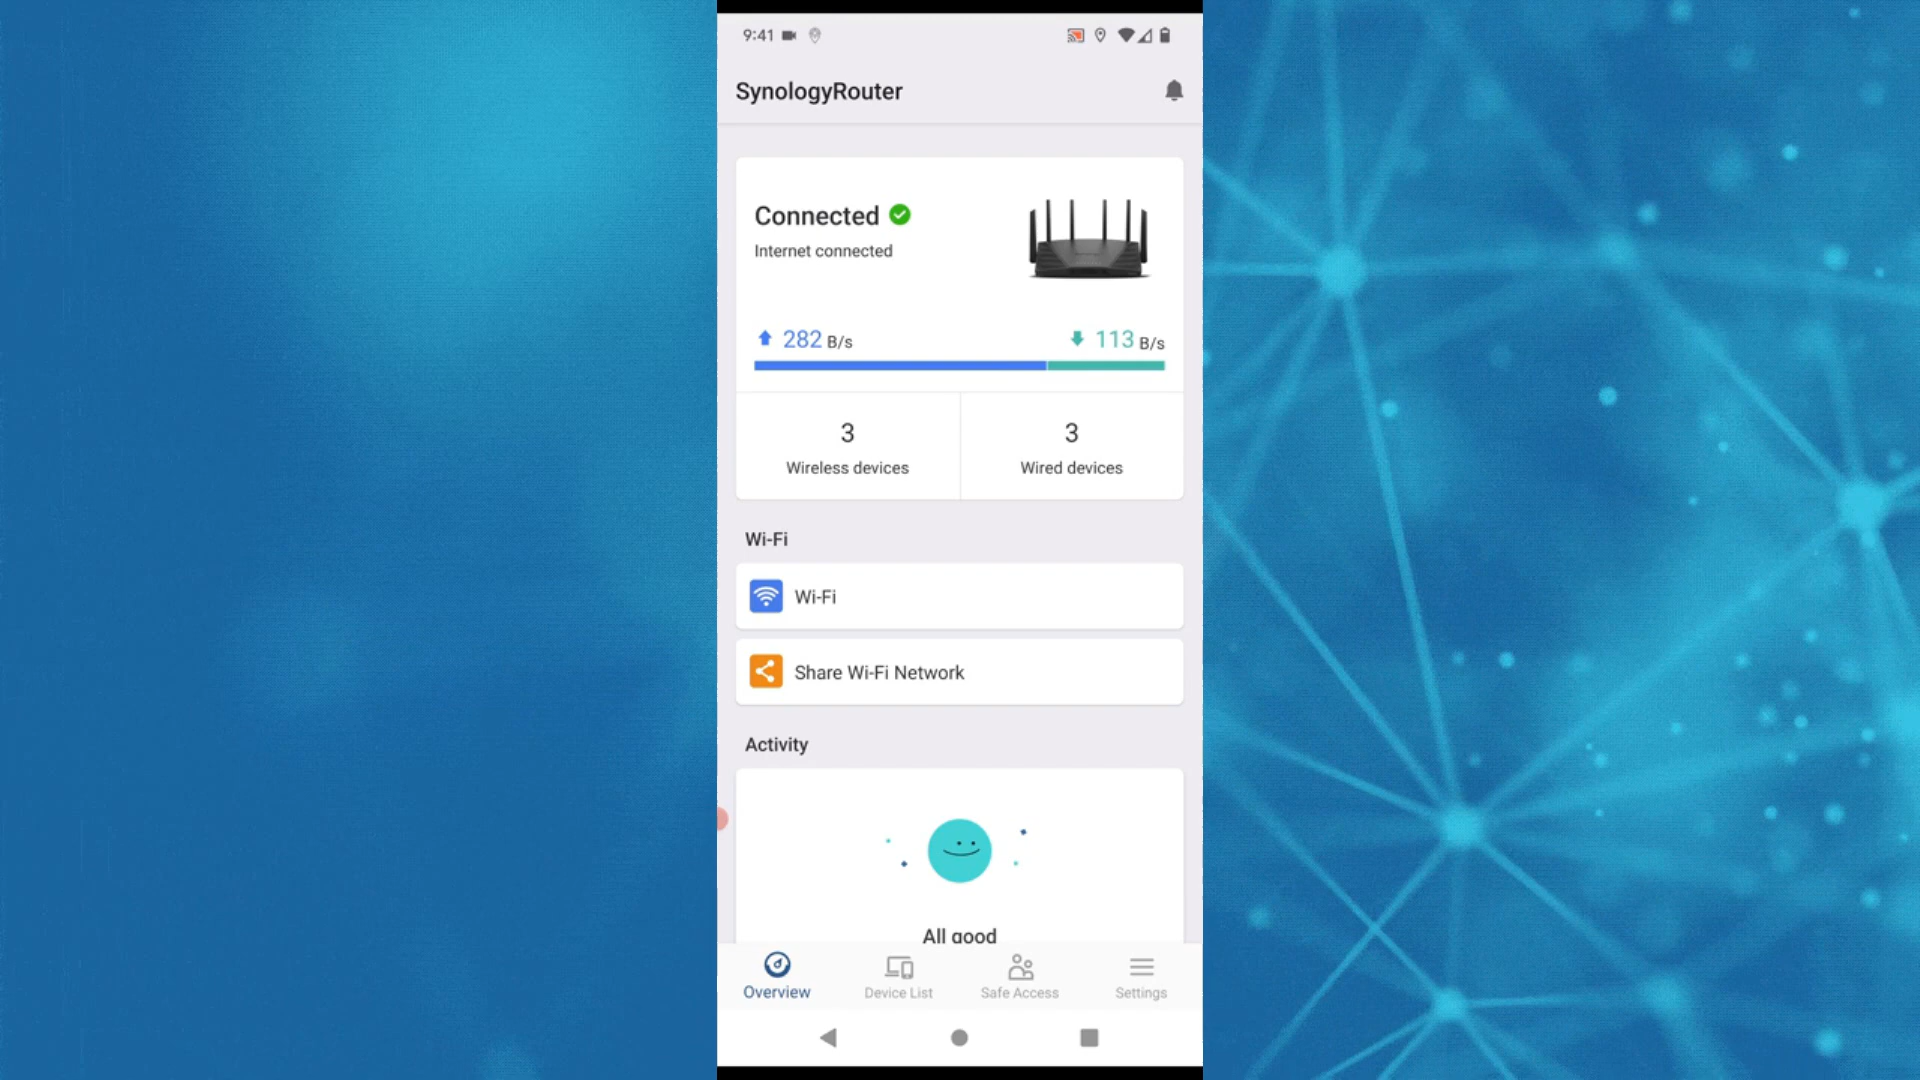 9:41
SynologyRouter
Connected
Internet connected
282 B/s
113 B/s
3
Wireless devices
3
Wired devices
Wi-Fi
Wi-Fi
Share Wi-Fi Network
Activity
All good
Overview
Device List
Safe Access
Settings